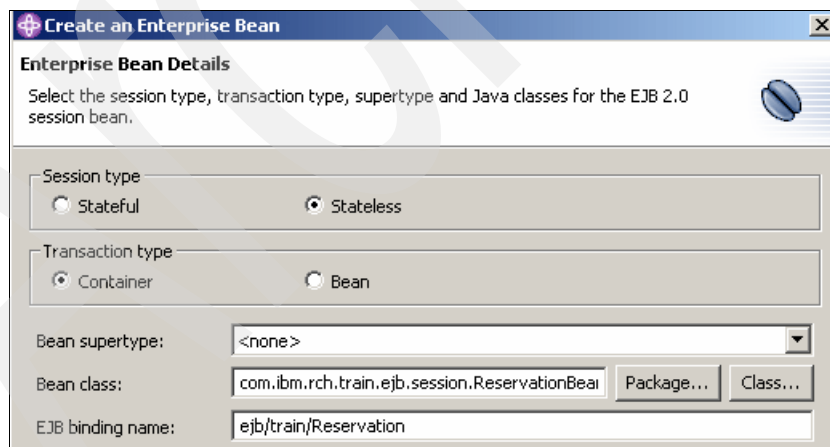 Create an Enterprise Bean
Enterprise Bean Details
Select the session type, transaction type, supertype and Java classes for the EJB 2.0
session bean.
Session type
Stateful Stateless
Transaction type
Container Bean
Bean supertype: <none>
Bean class: com.ibm.rch.train.ejb.session.ReservationBea Package... Class...
EJB binding name: ejb/train/Reservation